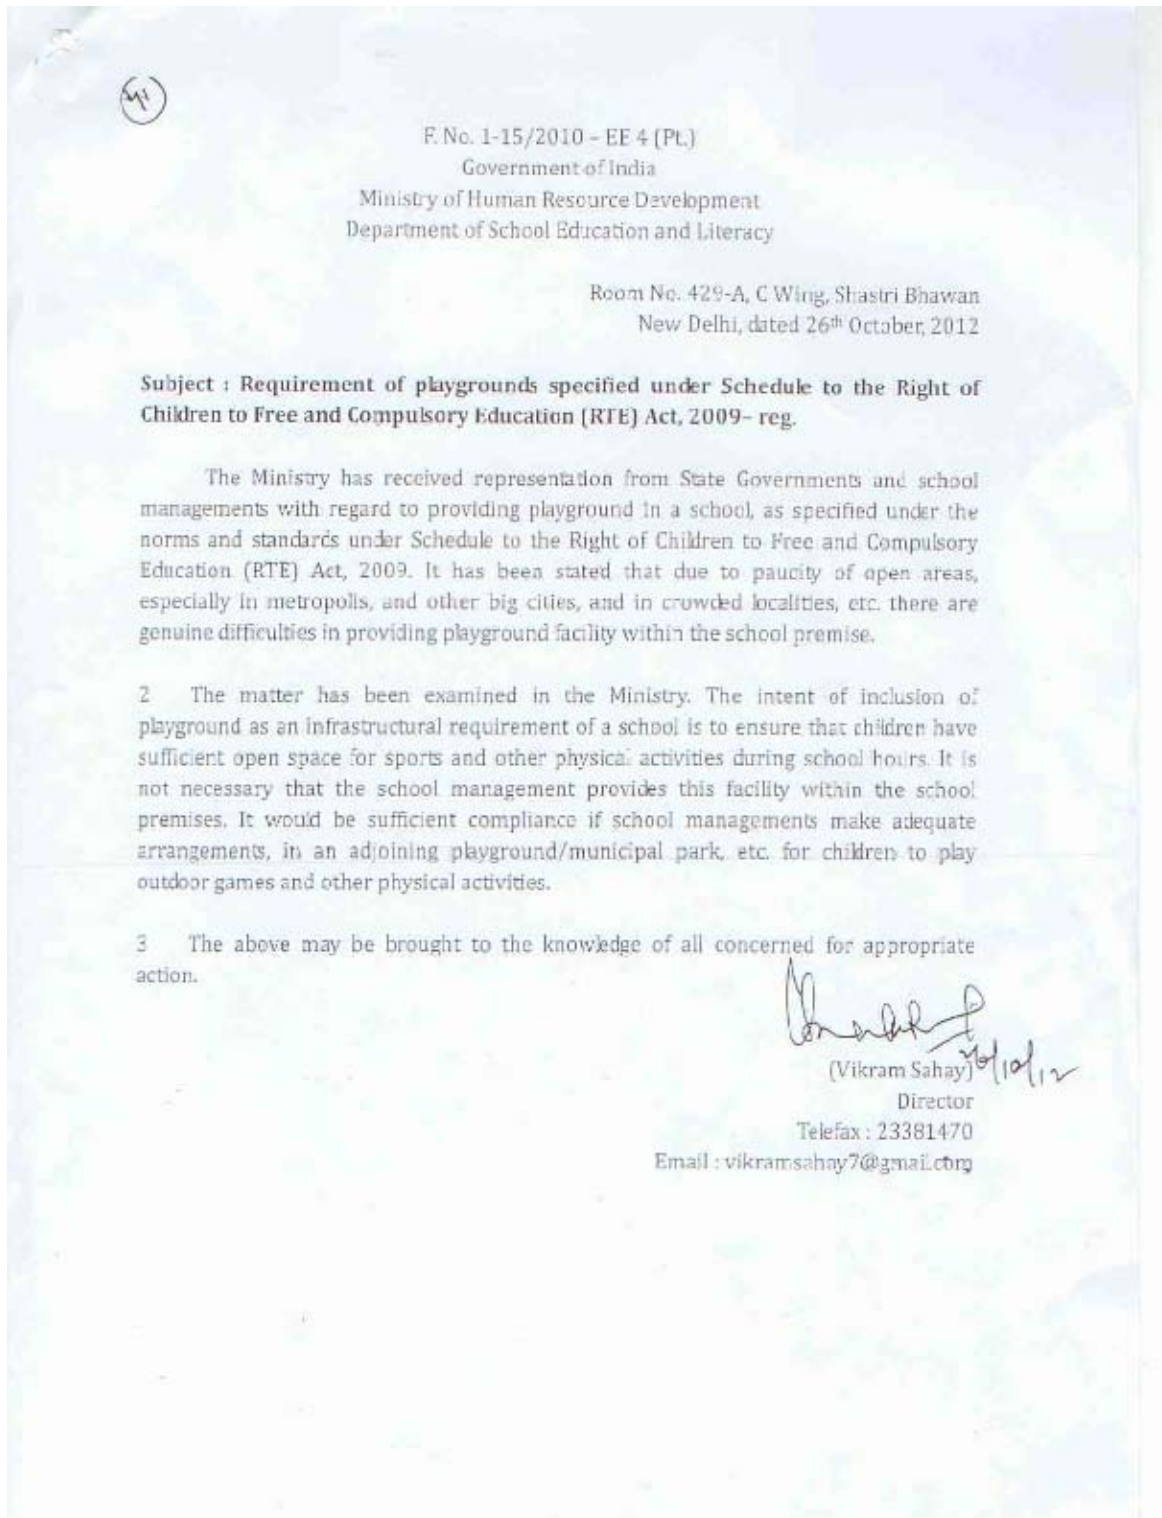 F. No. 1-15/2010 – EE 4 (Pt.)
Government of India
Ministry of Human Resource Development
Department of School Education and Literacy
Room No. 429-A, C Wing, Shastri Bhawan
New Delhi, dated 26th October, 2012
Subject : Requirement of playgrounds specified under Schedule to the Right of
Children to Free and Compulsory Education (RTE) Act, 2009– reg.
The Ministry has received representation from State Governments and school
managements with regard to providing playground in a school, as specified under the
norms and standards under Schedule to the Right of Children to Free and Compulsory
Education (RTE) Act, 2009. It has been stated that due to paucity of open areas,
especially in metropolis, and other big cities, and in crowded localities, etc. there are
genuine difficulties in providing playground facility within the school premise.
2 The matter has been examined in the Ministry. The intent of inclusion of
playground as an infrastructural requirement of a school is to ensure that children have
sufficient open space for sports and other physical activities during school hours. It is
not necessary that the school management provides this facility within the school
premises. It would be sufficient compliance if school managements make adequate
arrangements, in an adjoining playground/municipal park, etc. for children to play
outdoor games and other physical activities.
3 The above may be brought to the knowledge of all concerned for appropriate
action.
26/10/12
(Vikram Sahay)
Director
Telefax : 23381470
Email : vikramsahay7@gmail.com